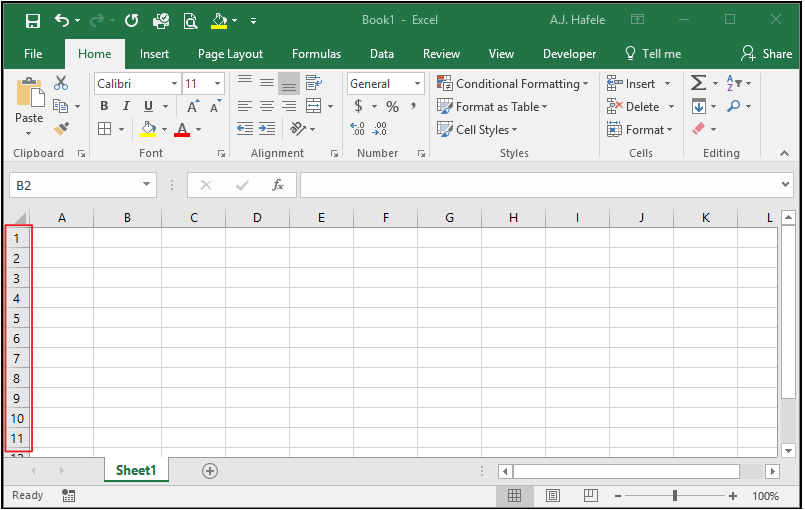 Book1 - Excel
A.J. Hafele
File Home Insert Page Layout Formulas Data Review View Developer Tell me Share
Calibri 11 General Conditional Formatting Insert
Paste B I U A A $ % , Format as Table Delete
A Cell Styles Format
Clipboard Font Alignment Number Styles Cells Editing
B2 fx
A B C D E F G H I J K L
1
2
3
4
5
6
7
8
9
10
11
12
Sheet1
Ready 100%